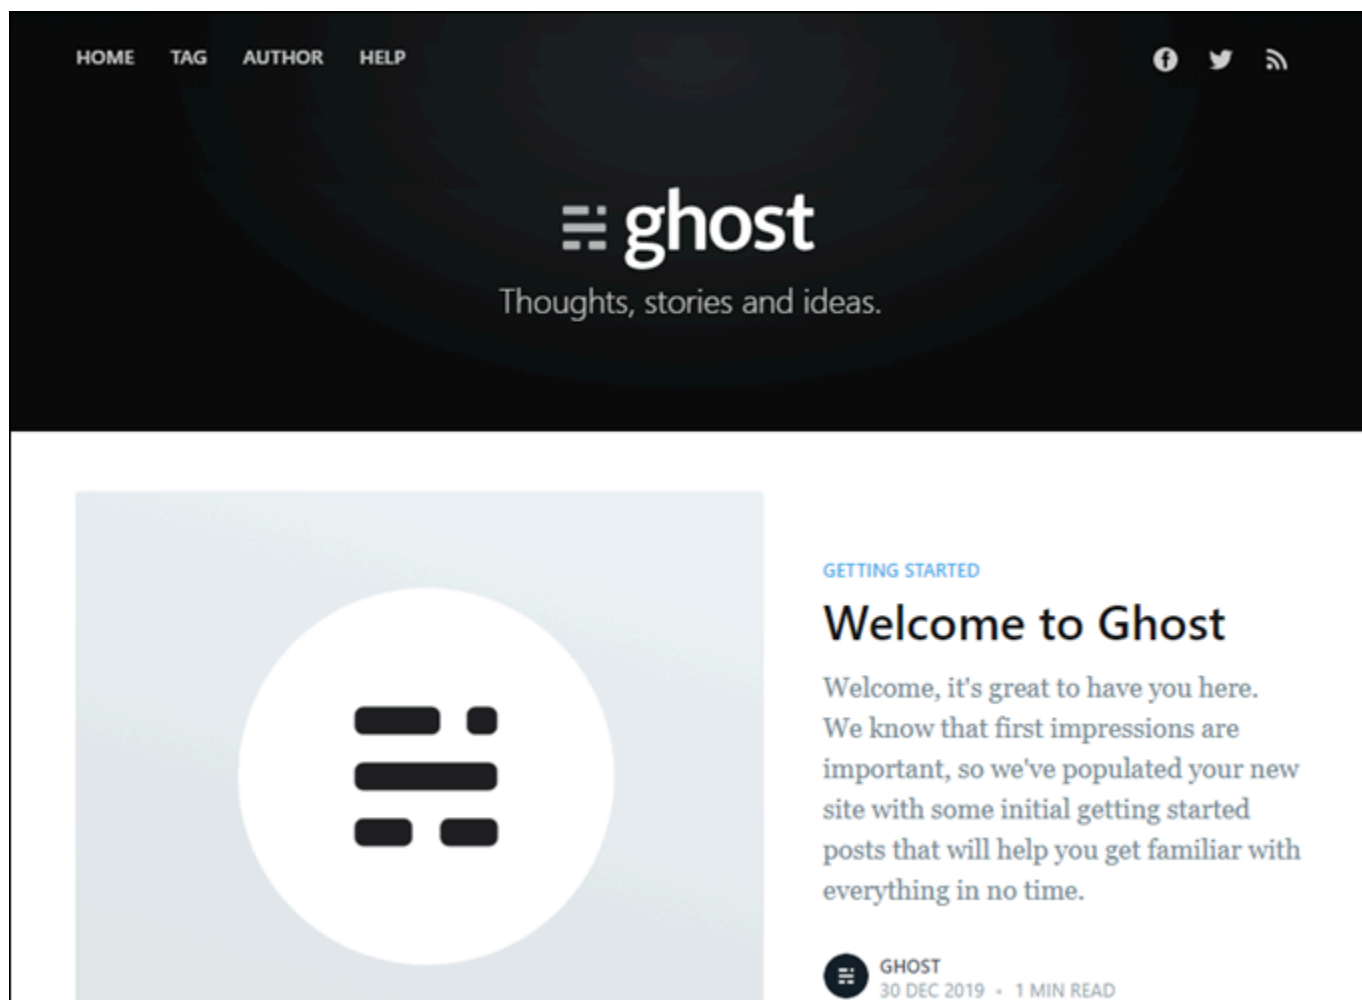 HOME TAG AUTHOR HELP
ghost
Thoughts, stories and ideas.
GETTING STARTED
Welcome to Ghost
Welcome, it's great to have you here.
We know that first impressions are
important, so we've populated your new
site with some initial getting started
posts that will help you get familiar with
everything in no time.
GHOST
30 DEC 2019 • 1 MIN READ